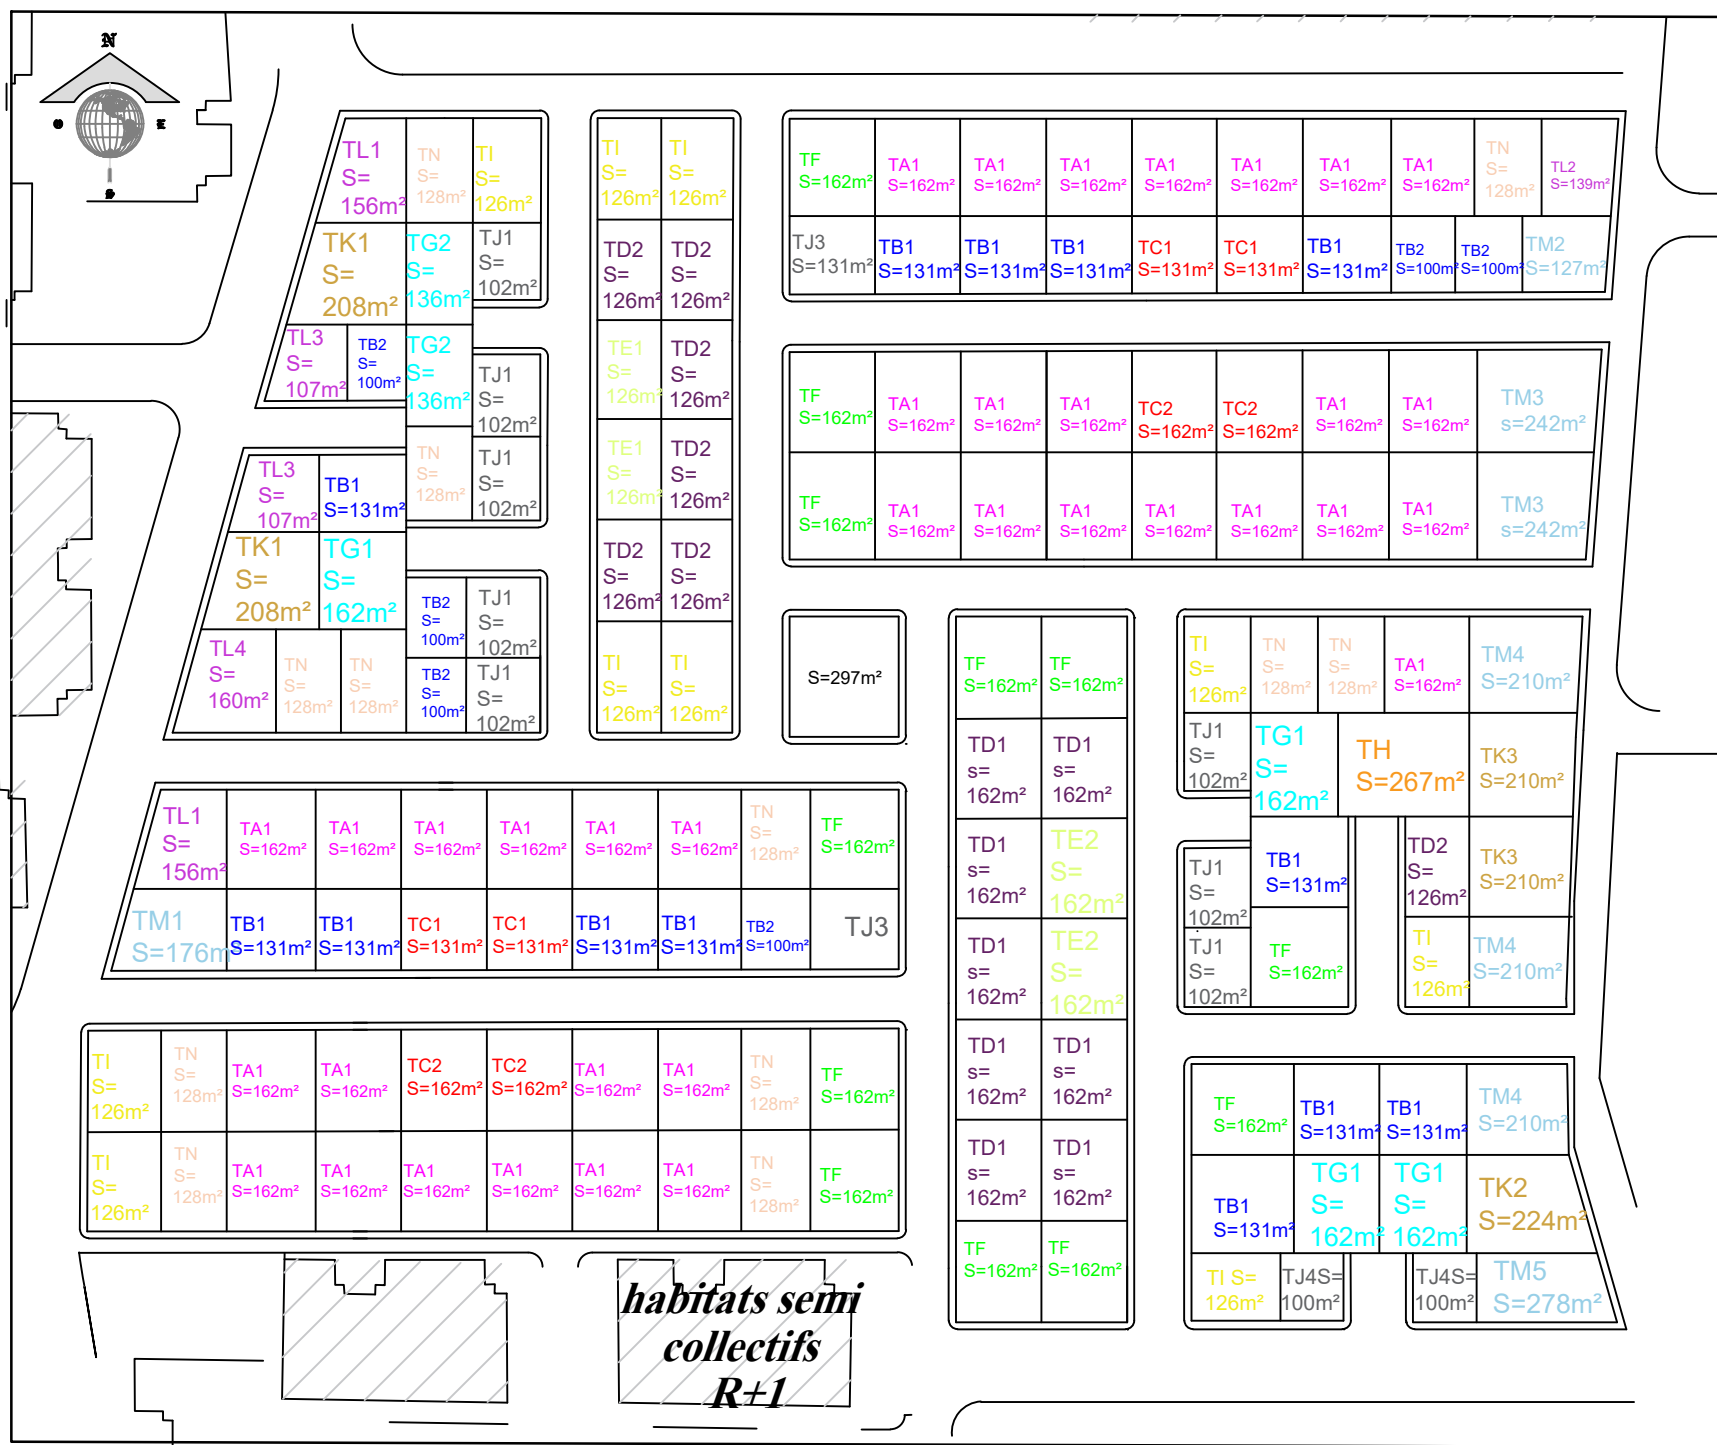 N
TL1
S=
156m²
TN
S=
128m²
TI
S=
126m²
TK1
S=
208m²
TG2
S=
136m²
TJ1
S=
102m²
TL3
S=
107m²
TB2
S=
100m²
TG2
S=
136m²
TJ1
S=
102m²
TN
S=
128m²
TJ1
S=
102m²
TL3
S=
107m²
TB1
S=131m²
TK1
S=
208m²
TG1
S=
162m²
TB2
S=
100m²
TJ1
S=
102m²
TL4
S=
160m²
TN
S=
128m²
TN
S=
128m²
TB2
S=
100m²
TJ1
S=
102m²
TI
S=
126m²
TI
S=
126m²
TD2
S=
126m²
TD2
S=
126m²
TE1
S=
126m²
TD2
S=
126m²
TE1
S=
126m²
TD2
S=
126m²
TD2
S=
126m²
TD2
S=
126m²
TI
S=
126m²
TI
S=
126m²
TF
S=162m²
TA1
S=162m²
TA1
S=162m²
TA1
S=162m²
TA1
S=162m²
TA1
S=162m²
TA1
S=162m²
TA1
S=162m²
TN
S=
128m²
TL2
S=139m²
TJ3
S=131m²
TB1
S=131m²
TB1
S=131m²
TB1
S=131m²
TC1
S=131m²
TC1
S=131m²
TB1
S=131m²
TB2
S=100m²
TB2
S=100m²
TM2
S=127m²
TF
S=162m²
TA1
S=162m²
TA1
S=162m²
TA1
S=162m²
TC2
S=162m²
TC2
S=162m²
TA1
S=162m²
TA1
S=162m²
TM3
s=242m²
TF
S=162m²
TA1
S=162m²
TA1
S=162m²
TA1
S=162m²
TA1
S=162m²
TA1
S=162m²
TA1
S=162m²
TA1
S=162m²
TM3
s=242m²
S=297m²
TF
S=162m²
TF
S=162m²
TD1
s=
162m²
TD1
s=
162m²
TD1
s=
162m²
TE2
S=
162m²
TD1
s=
162m²
TE2
S=
162m²
TD1
s=
162m²
TD1
s=
162m²
TD1
s=
162m²
TD1
s=
162m²
TF
S=162m²
TF
S=162m²
TI
S=
126m²
TN
S=
128m²
TN
S=
128m²
TA1
S=162m²
TM4
S=210m²
TJ1
S=
102m²
TG1
S=
162m²
TH
S=267m²
TK3
S=210m²
TJ1
S=
102m²
TB1
S=131m²
TD2
S=
126m²
TK3
S=210m²
TJ1
S=
102m²
TF
S=162m²
TI
S=
126m²
TM4
S=210m²
TL1
S=
156m²
TA1
S=162m²
TA1
S=162m²
TA1
S=162m²
TA1
S=162m²
TA1
S=162m²
TA1
S=162m²
TN
S=
128m²
TF
S=162m²
TM1
S=176m²
TB1
S=131m²
TB1
S=131m²
TC1
S=131m²
TC1
S=131m²
TB1
S=131m²
TB1
S=131m²
TB2
S=100m²
TJ3
TI
S=
126m²
TN
S=
128m²
TA1
S=162m²
TA1
S=162m²
TC2
S=162m²
TC2
S=162m²
TA1
S=162m²
TA1
S=162m²
TN
S=
128m²
TF
S=162m²
TI
S=
126m²
TN
S=
128m²
TA1
S=162m²
TA1
S=162m²
TA1
S=162m²
TA1
S=162m²
TA1
S=162m²
TA1
S=162m²
TN
S=
128m²
TF
S=162m²
TF
S=162m²
TB1
S=131m²
TB1
S=131m²
TM4
S=210m²
TB1
S=131m²
TG1
S=
162m²
TG1
S=
162m²
TK2
S=224m²
TI S=
126m²
TJ4S=
100m²
TJ4S=
100m²
TM5
S=278m²
habitats semi
collectifs
R+1